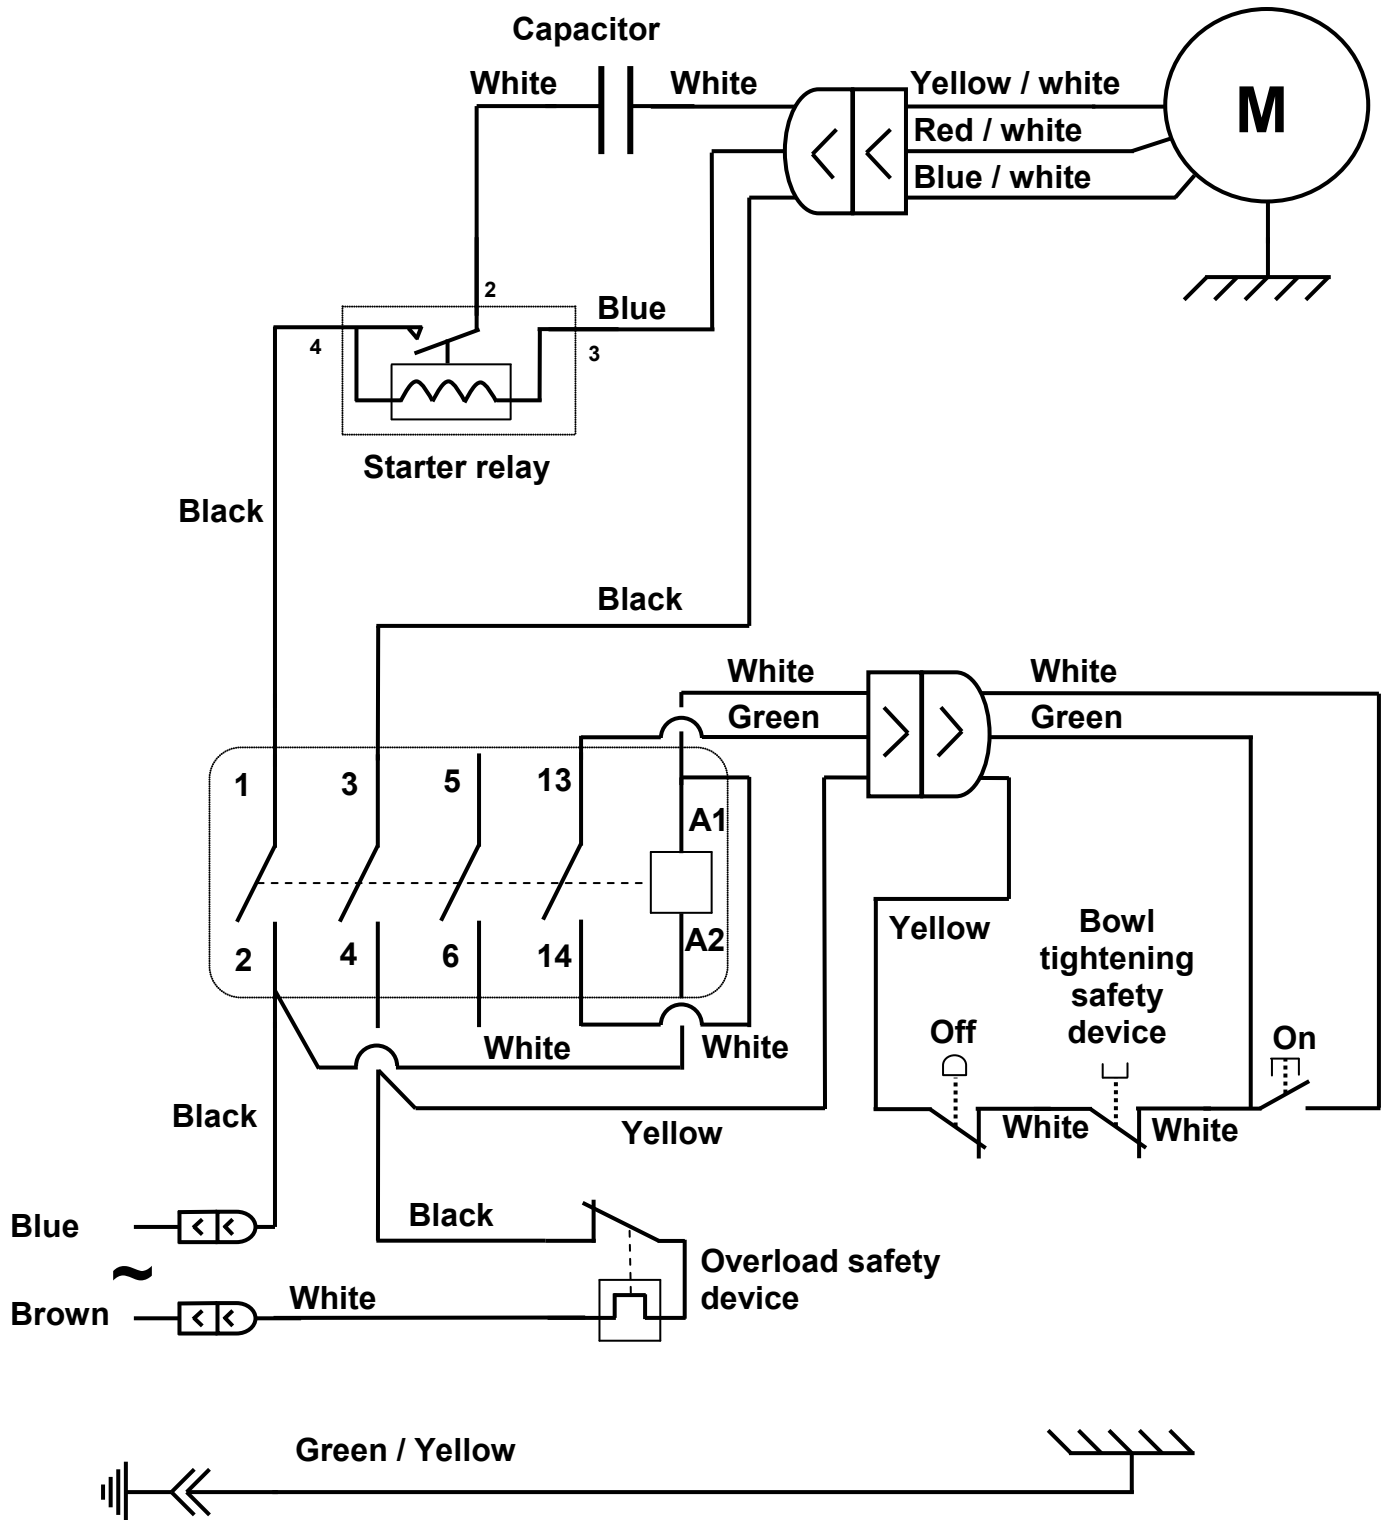 Capacitor
White
White
Yellow / white
Red / white
Blue / white
M
2
Blue
4
3
Starter relay
Black
Black
White
White
Green
Green
1
3
5
13
A1
2
4
6
14
A2
Yellow
Bowl
tightening
safety
device
Off
On
White
White
Black
Yellow
White
White
Blue
Black
Overload safety
device
~
White
Brown
Green / Yellow